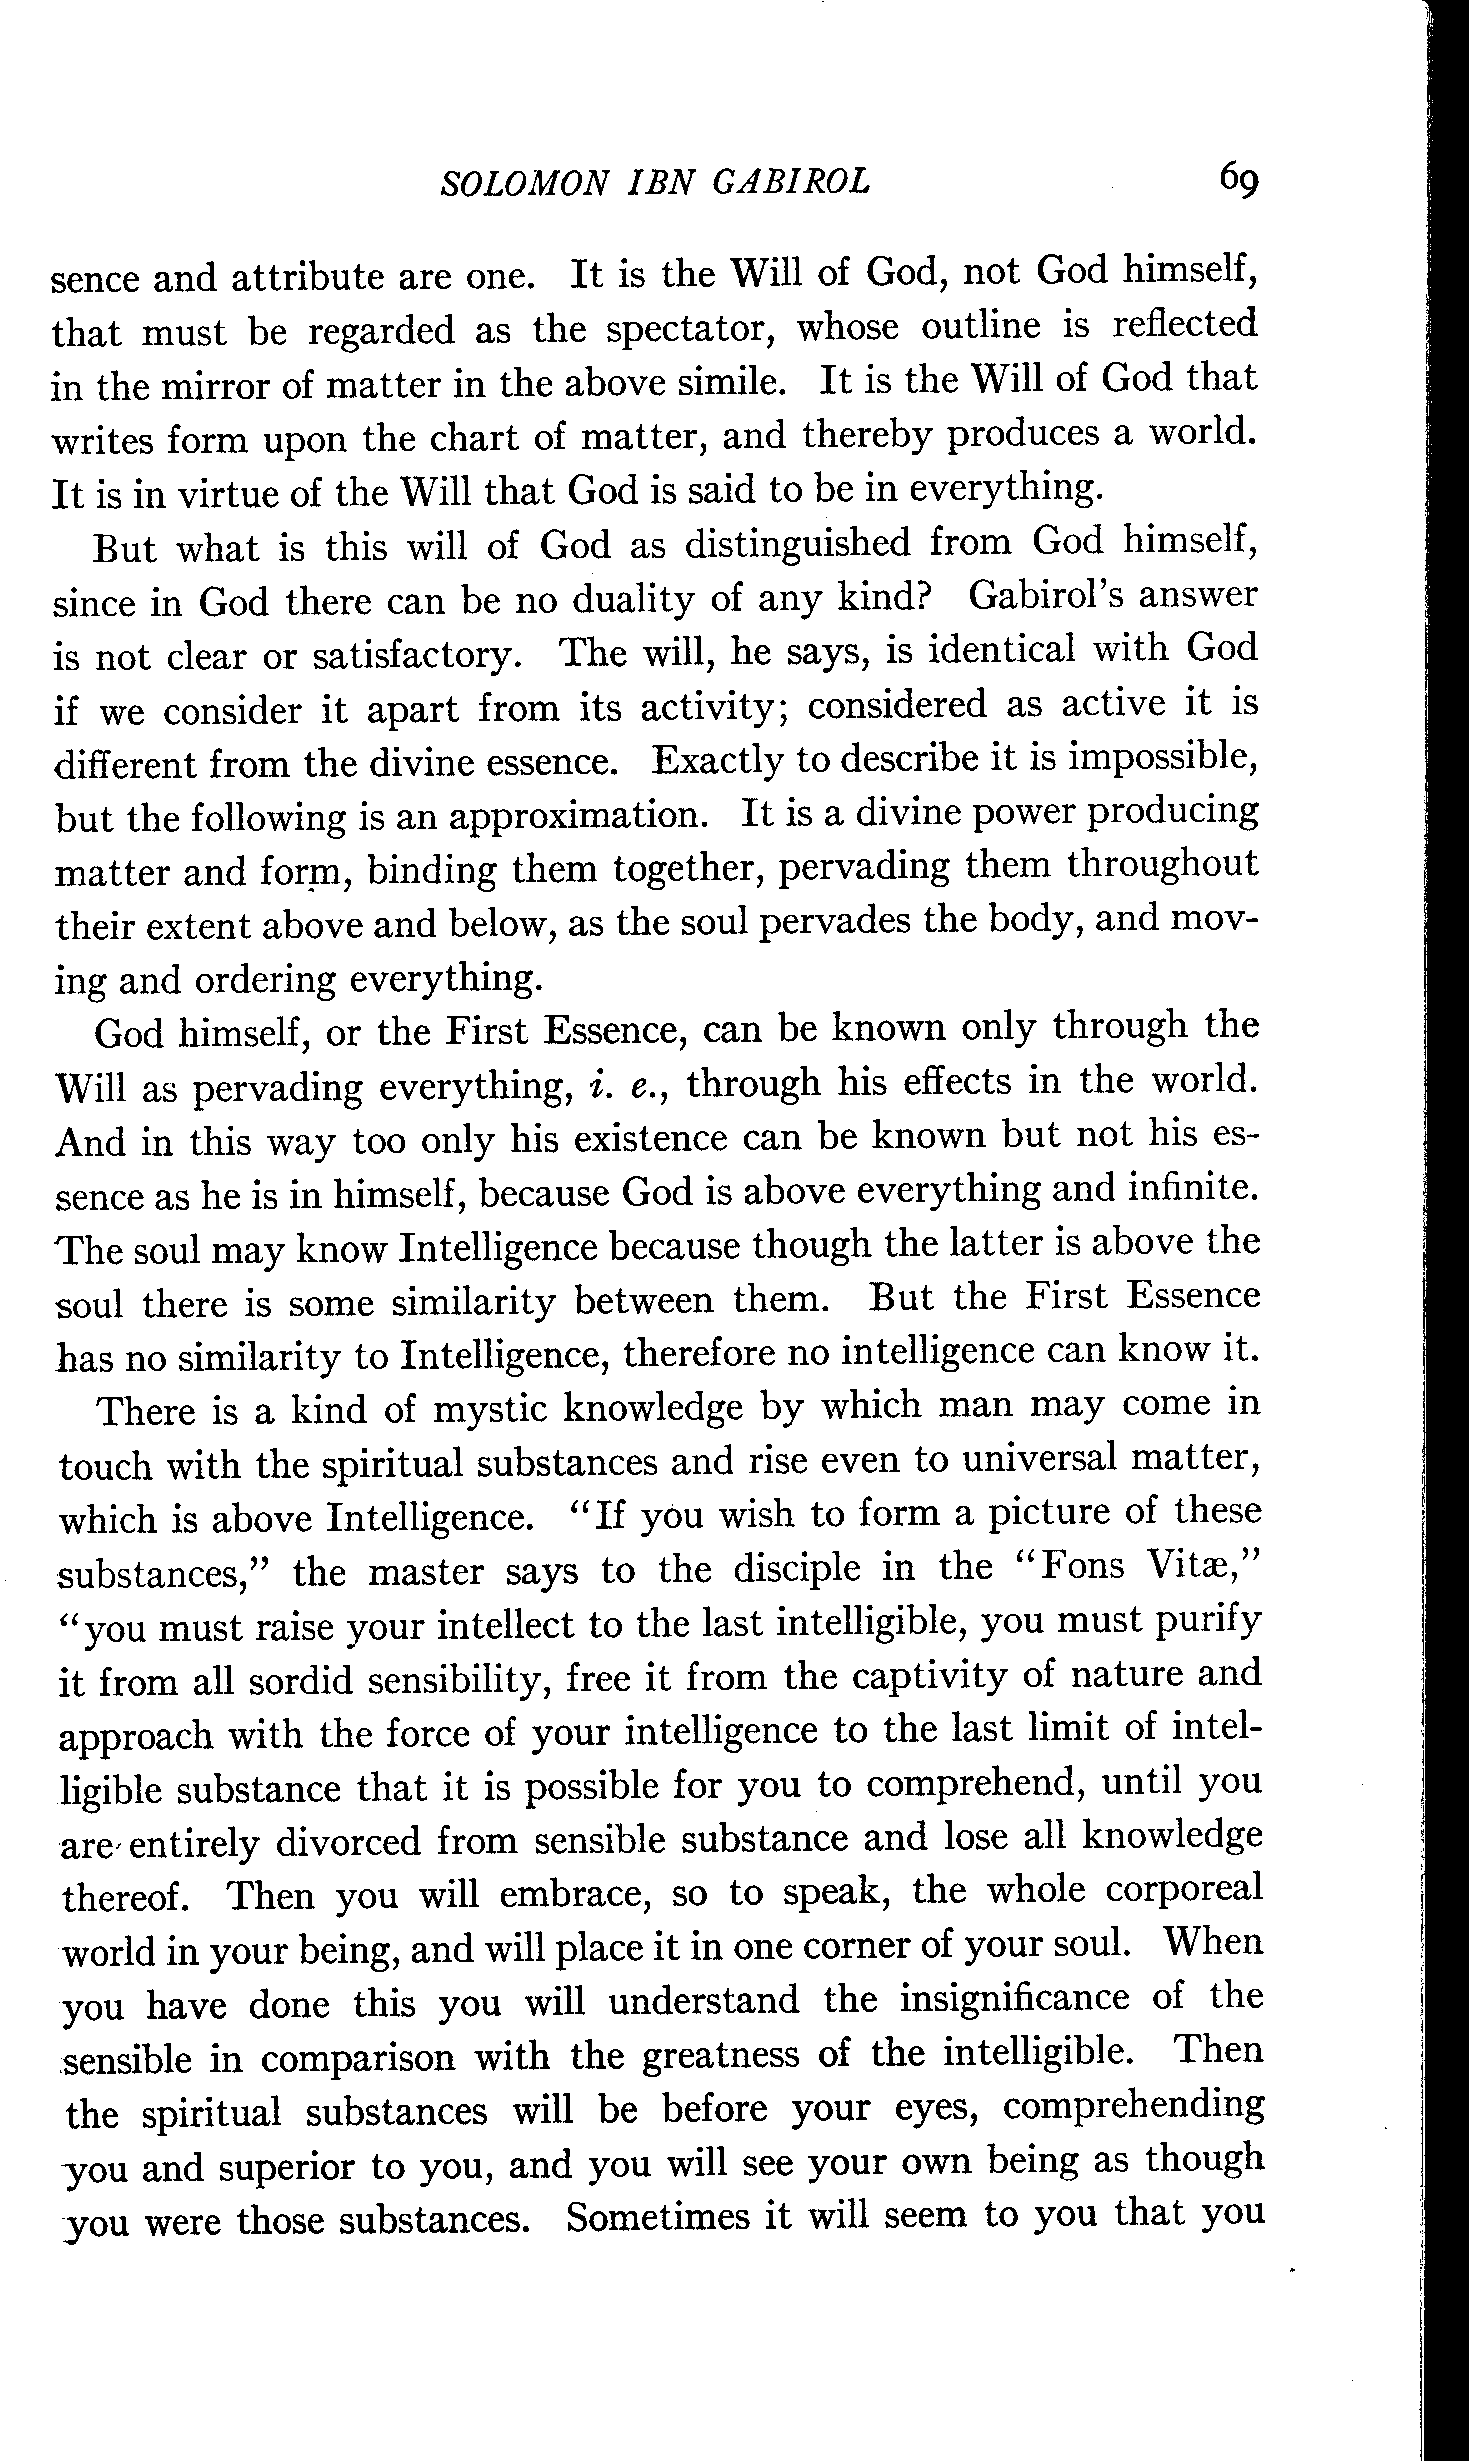 SOLOMON IBN GABIROL 69
sence and attribute are one. It is the Will of God, not God himself,
that must be regarded as the spectator, whose outline is reflected
in the mirror of matter in the above simile. It is the Will of God that
writes form upon the chart of matter, and thereby produces a world.
It is in virtue of the Will that God is said to be in everything.
But what is this will of God as distinguished from God himself,
since in God there can be no duality of any kind? Gabirol's answer
is not clear or satisfactory. The will, he says, is identical with God
if we consider it apart from its activity; considered as active it is
different from the divine essence. Exactly to describe it is impossible,
but the following is an approximation. It is a divine power producing
matter and form, binding them together, pervading them throughout
their extent above and below, as the soul pervades the body, and mov-
ing and ordering everything.
God himself, or the First Essence, can be known only through the
Will as pervading everything, i. e., through his effects in the world.
And in this way too only his existence can be known but not his es-
sence as he is in himself, because God is above everything and infinite.
The soul may know Intelligence because though the latter is above the
soul there is some similarity between them. But the First Essence
has no similarity to Intelligence, therefore no intelligence can know it.
There is a kind of mystic knowledge by which man may come in
touch with the spiritual substances and rise even to universal matter,
which is above Intelligence. "If you wish to form a picture of these
substances," the master says to the disciple in the "Fons Vitæ,"
"you must raise your intellect to the last intelligible, you must purify
it from all sordid sensibility, free it from the captivity of nature and
approach with the force of your intelligence to the last limit of intel-
ligible substance that it is possible for you to comprehend, until you
are entirely divorced from sensible substance and lose all knowledge
thereof. Then you will embrace, so to speak, the whole corporeal
world in your being, and will place it in one corner of your soul. When
you have done this you will understand the insignificance of the
sensible in comparison with the greatness of the intelligible. Then
the spiritual substances will be before your eyes, comprehending
you and superior to you, and you will see your own being as though
you were those substances. Sometimes it will seem to you that you